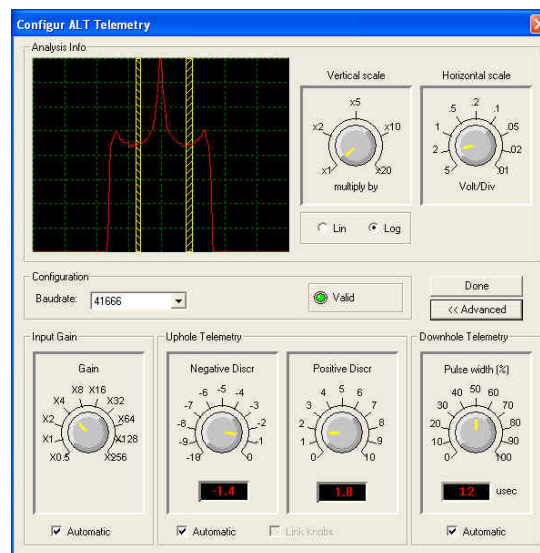 Configur ALT Telemetry
Analysis Info
Vertical scale
Horizontal scale
x1 x2 x5 x10 x20
multiply by
5 2 1 .5 .2 .1 .05 .02 .01
Volt/Div
Lin Log
Configuration
Baudrate: 41666
Valid
Done
<< Advanced
Input Gain
Gain
X0.5 X1 X2 X4 X8 X16 X32 X64 X128 X256
Automatic
Uphole Telemetry
Negative Discr
-10 -9 -8 -7 -6 -5 -4 -3 -2 -1 0
-1.4
Automatic
Positive Discr
0 1 2 3 4 5 6 7 8 9 10
1.8
Link knobs
Downhole Telemetry
Pulse width (%)
0 10 20 30 40 50 60 70 80 90 100
12 usec
Automatic